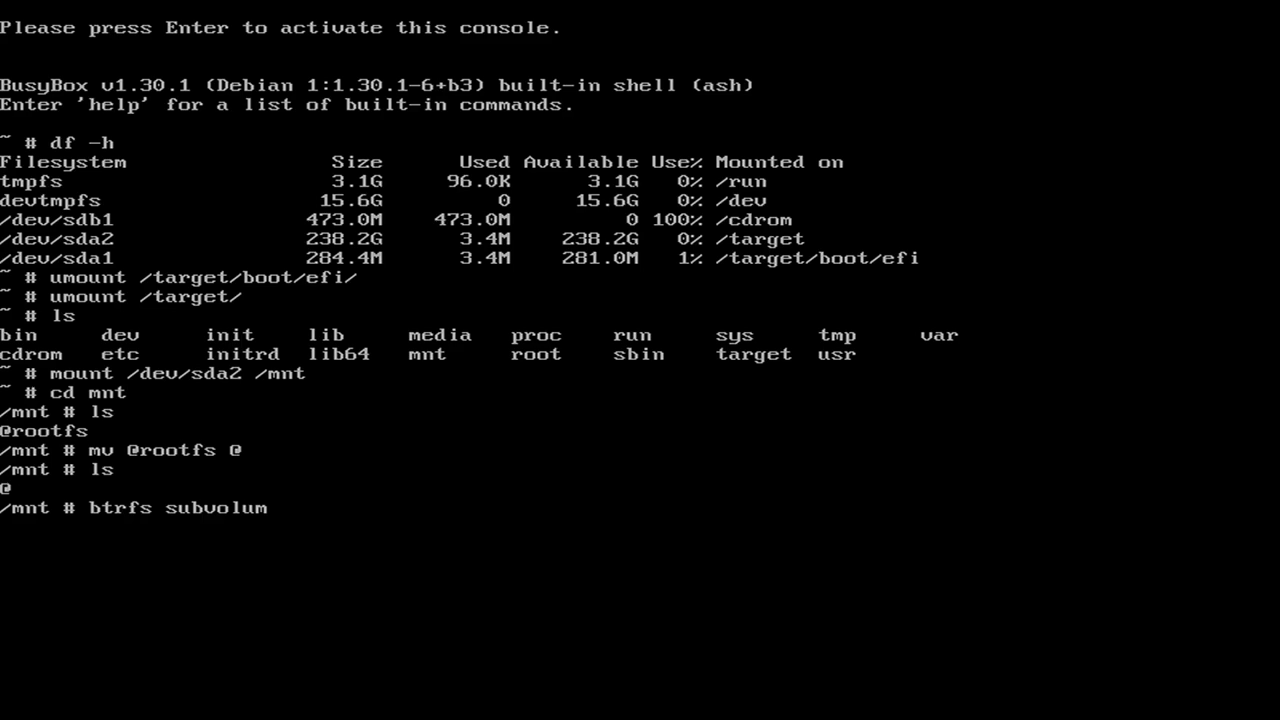 Please press Enter to activate this console.
BusyBox v1.30.1 (Debian 1:1.30.1-6+b3) built-in shell (ash)
Enter 'help' for a list of built-in commands.
~ # df -h
Filesystem                Size      Used Available Use% Mounted on
tmpfs                     3.1G     96.0K      3.1G   0% /run
devtmpfs                 15.6G         0     15.6G   0% /dev
/dev/sdb1               473.0M    473.0M         0 100% /cdrom
/dev/sda2               238.2G      3.4M    238.2G   0% /target
/dev/sda1               284.4M      3.4M    281.0M   1% /target/boot/efi
~ # umount /target/boot/efi/
~ # umount /target/
~ # ls
bin     dev     init    lib     media   proc    run     sys     tmp     var
cdrom   etc     initrd  lib64   mnt     root    sbin    target  usr
~ # mount /dev/sda2 /mnt
~ # cd mnt
/mnt # ls
@rootfs
/mnt # mv @rootfs @
/mnt # ls
@
/mnt # btrfs subvolum